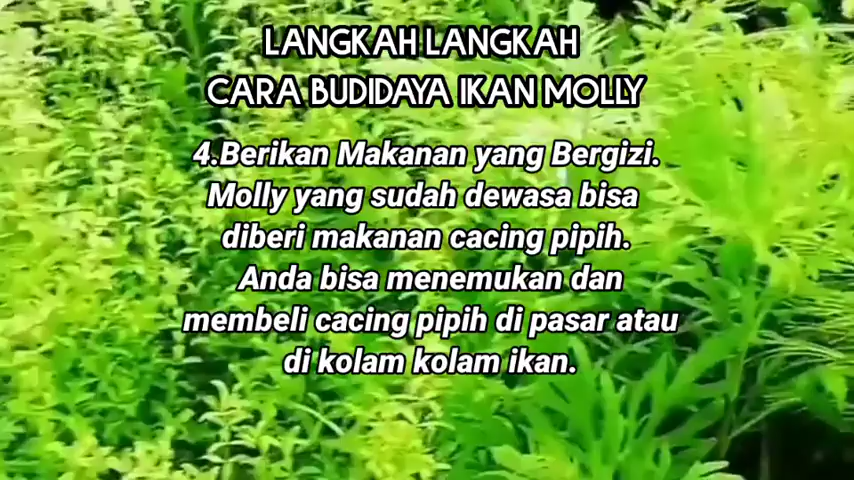 LANGKAH LANGKAH
CARA BUDIDAYA IKAN MOLLY
4.Berikan Makanan yang Bergizi.
Molly yang sudah dewasa bisa
diberi makanan cacing pipih.
Anda bisa menemukan dan
membeli cacing pipih di pasar atau
di kolam kolam ikan.